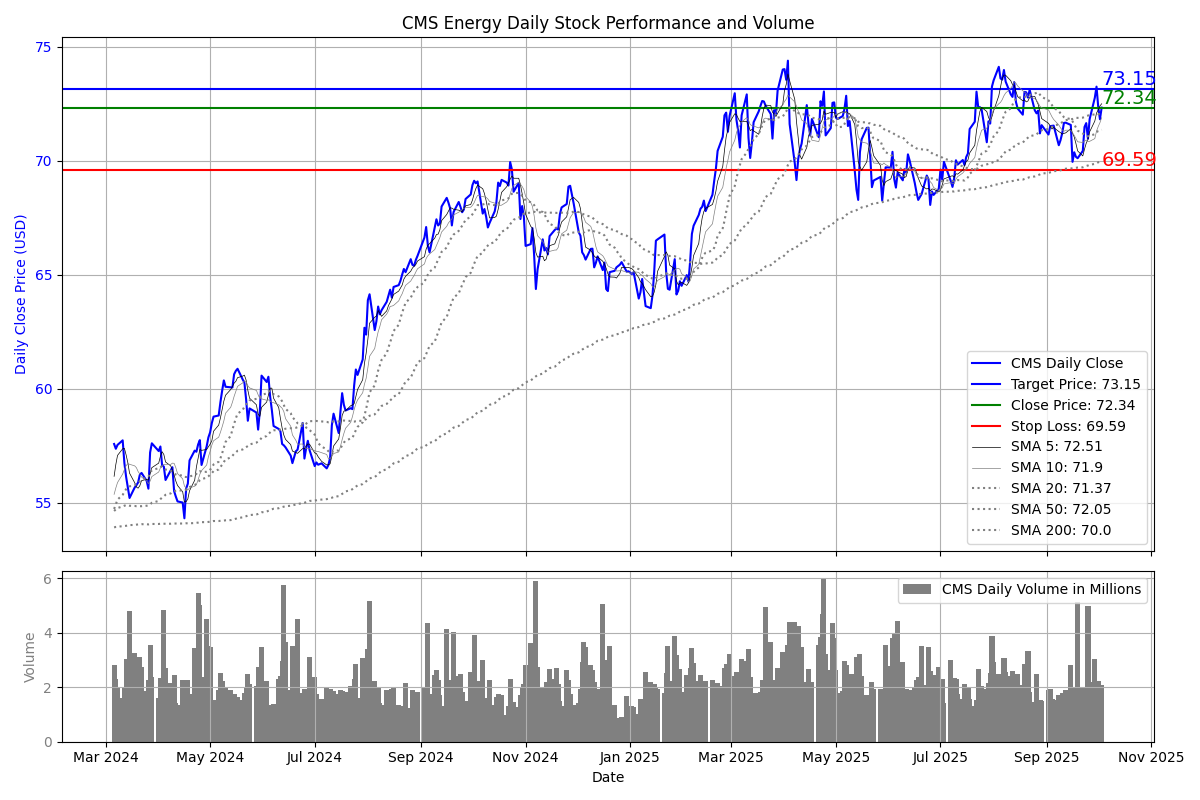 CMS Energy Daily Stock Performance and Volume
Daily Close Price (USD)
75
70
65
60
55
73.15
72.34
69.59
CMS Daily Close
Target Price: 73.15
Close Price: 72.34
Stop Loss: 69.59
SMA 5: 72.51
SMA 10: 71.9
SMA 20: 71.37
SMA 50: 72.05
SMA 200: 70.0
Volume
6
4
2
0
CMS Daily Volume in Millions
Mar 2024 May 2024 Jul 2024 Sep 2024 Nov 2024 Jan 2025 Mar 2025 May 2025 Jul 2025 Sep 2025 Nov 2025
Date